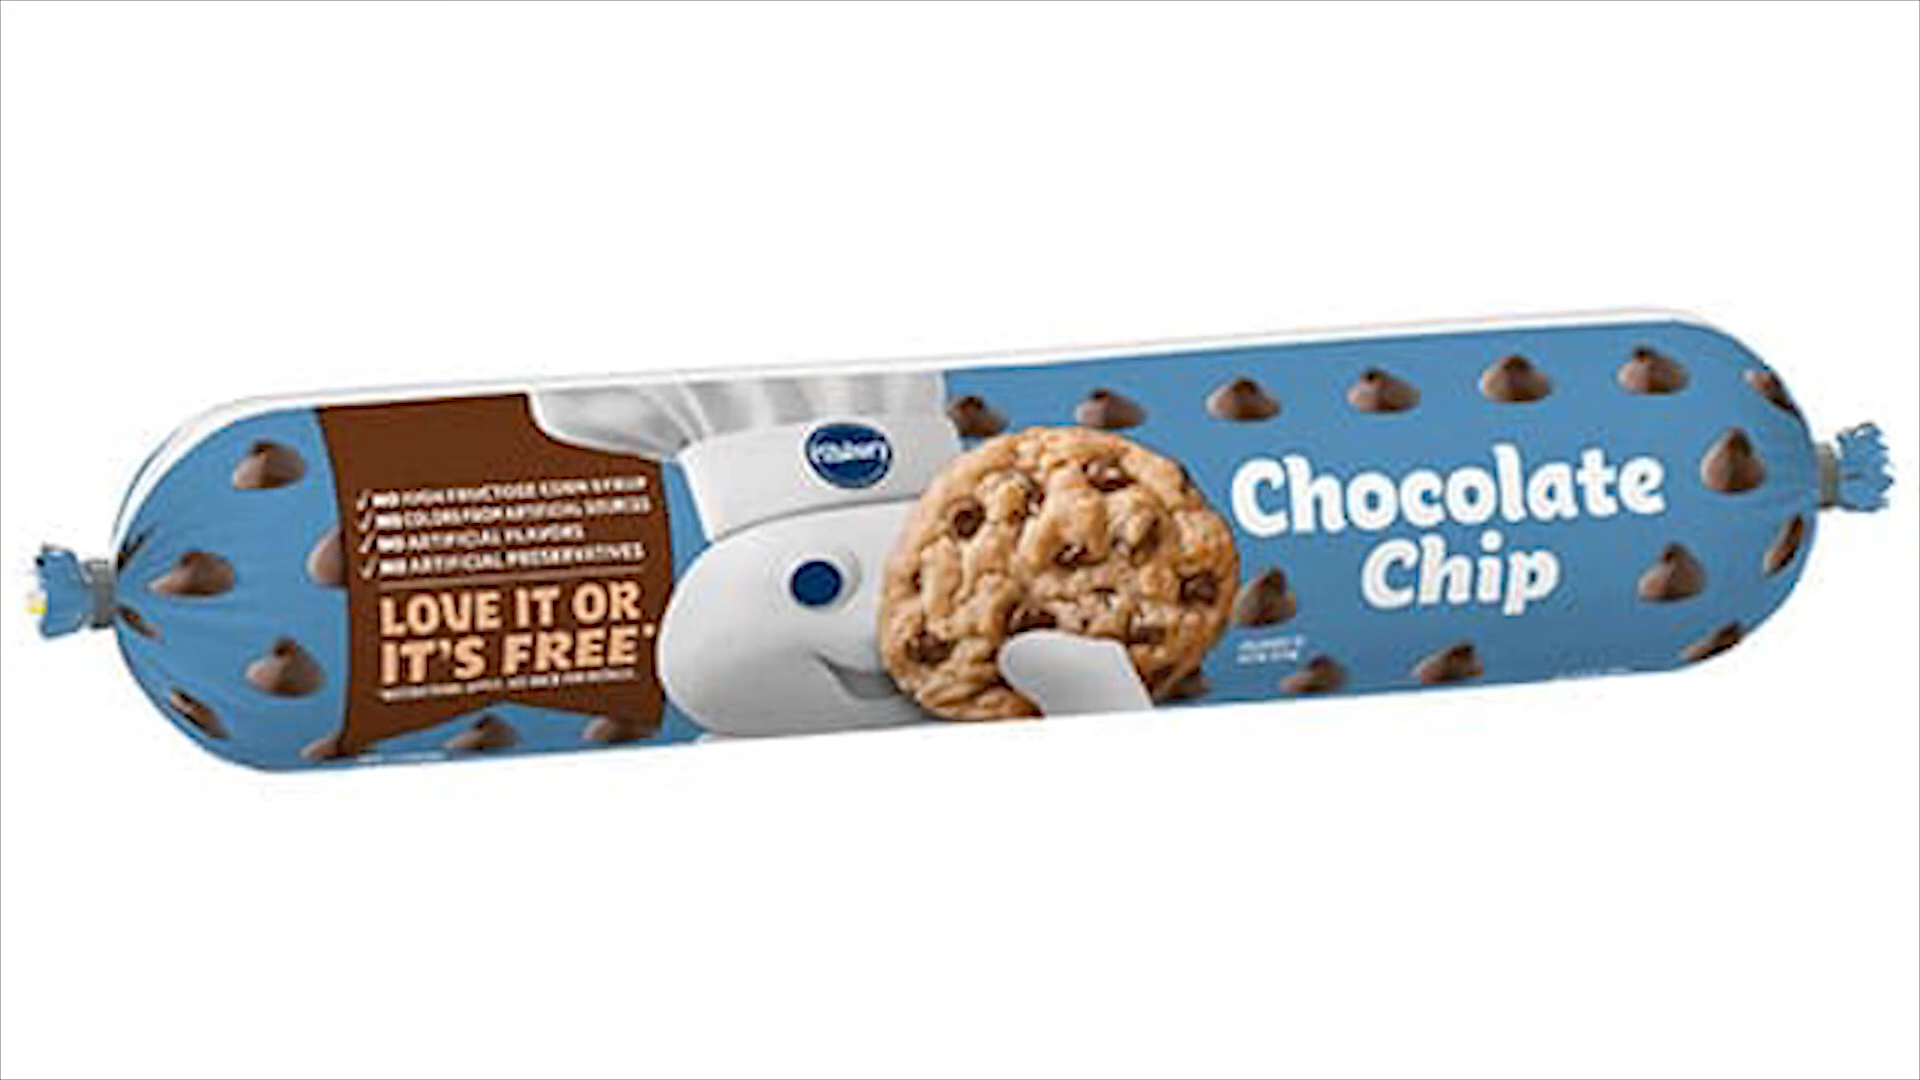 ✓ NO HIGH FRUCTOSE CORN SYRUP
✓ NO COLORS FROM ARTIFICIAL SOURCES
✓ NO ARTIFICIAL FLAVORS
✓ NO ARTIFICIAL PRESERVATIVES
LOVE IT OR
IT'S FREE*
Pillsbury
Chocolate
Chip